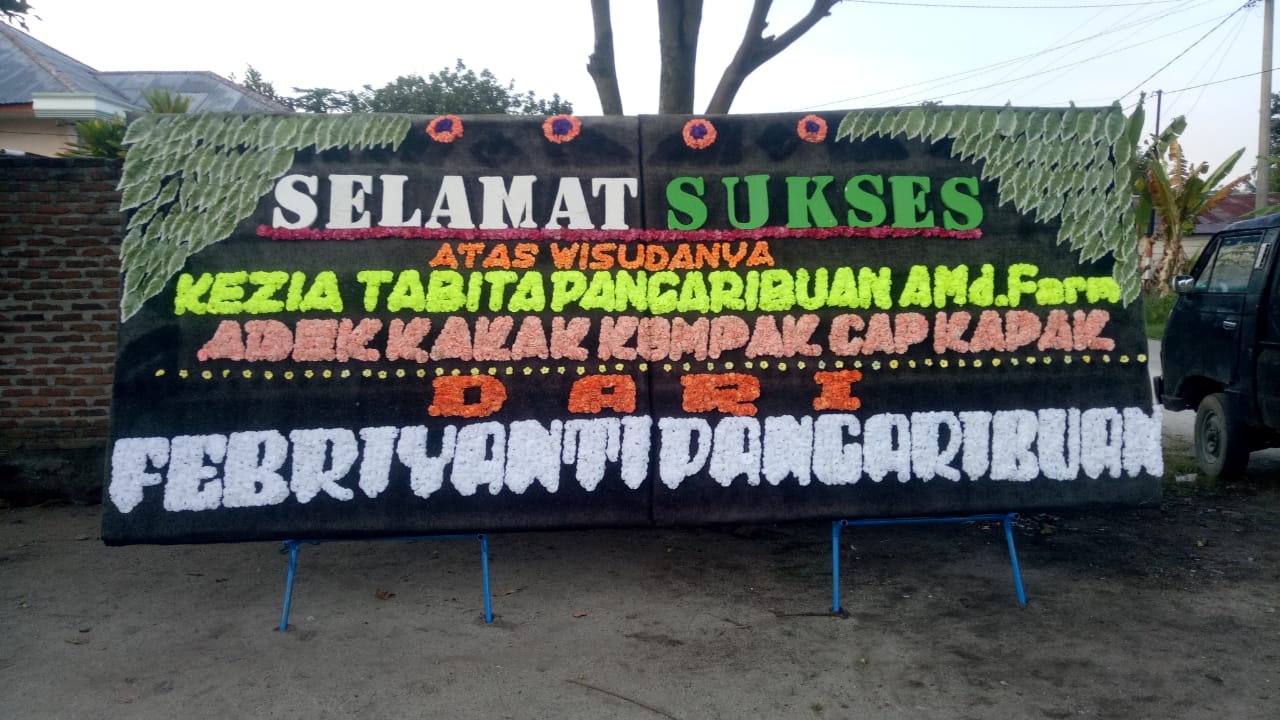 SELAMAT SUKSES
ATAS WISUDANYA
KEZIA TABITA PANGARIBUAN AMd.Farm
ADEK KAKAK KOMPAK CAP KAPAK
DARI
FEBRIYANTI PANGARIBUAN